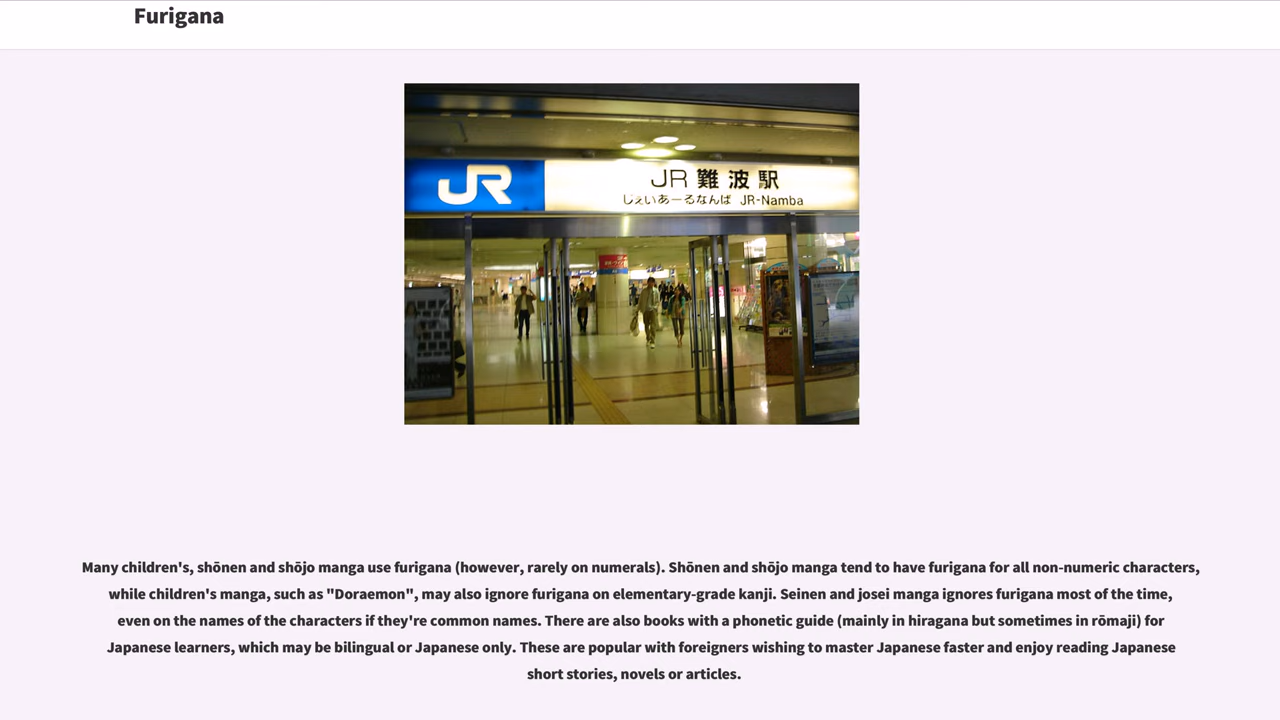 Furigana
JR
JR 難波駅
じぇいあーるなんば JR-Namba
Many children's, shōnen and shōjo manga use furigana (however, rarely on numerals). Shōnen and shōjo manga tend to have furigana for all non-numeric characters,
while children's manga, such as "Doraemon", may also ignore furigana on elementary-grade kanji. Seinen and josei manga ignores furigana most of the time,
even on the names of the characters if they're common names. There are also books with a phonetic guide (mainly in hiragana but sometimes in rōmaji) for
Japanese learners, which may be bilingual or Japanese only. These are popular with foreigners wishing to master Japanese faster and enjoy reading Japanese
short stories, novels or articles.